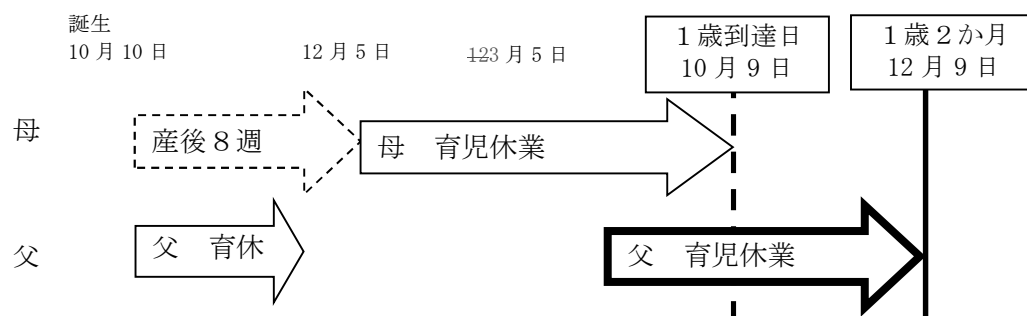 誕生
10月10日
12月5日
123月5日
1歳到達日
10月9日
1歳2か月
12月9日
母
産後8週
母 育児休業
父
父 育休
父 育児休業